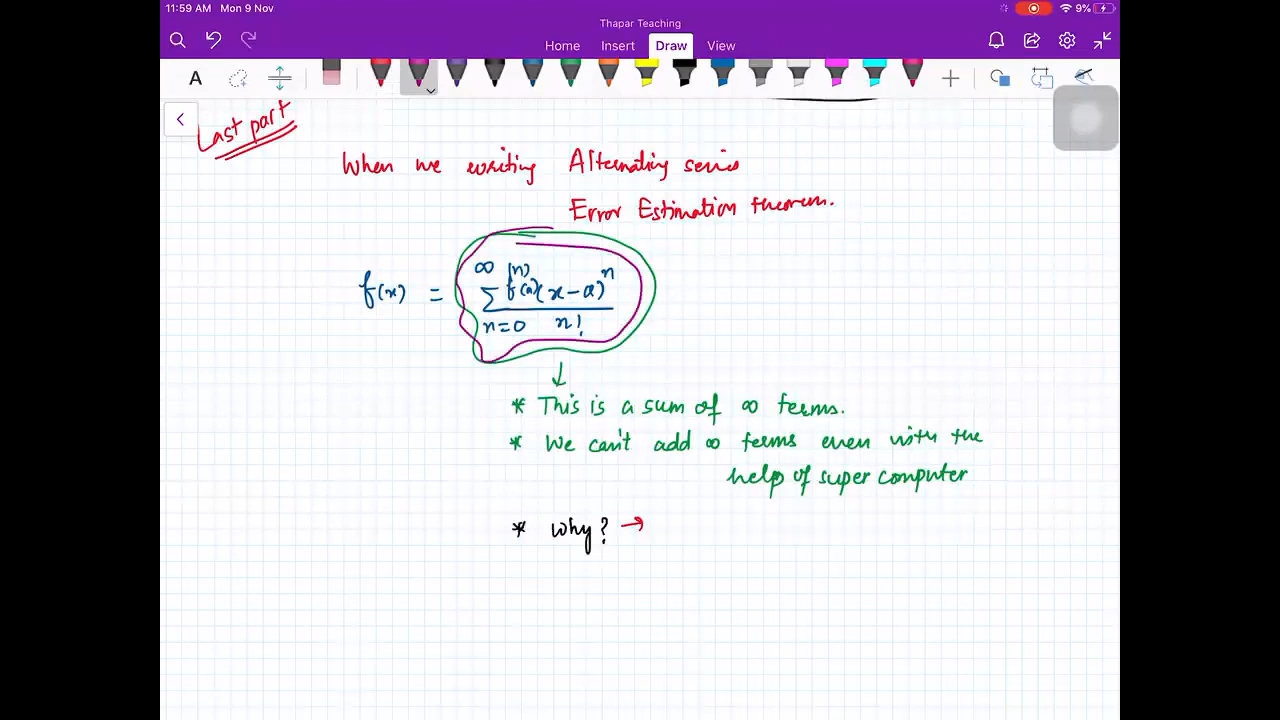 11:59 AM Mon 9 Nov
9%
Thapar Teaching
Home Insert Draw View
A
Last part
When we writing Alternating series
Error Estimation theorem.
f(x) = ∞ ∑ n=0 f(n)(a)(x-a)^n n!
* This is a sum of ∞ terms.
* We can't add ∞ terms even with the
help of super computer
* Why? →